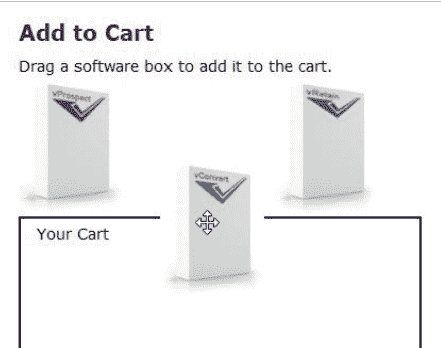 Add to Cart
Drag a software box to add it to the cart.
vProspect
vRetain
vConvert
Your Cart